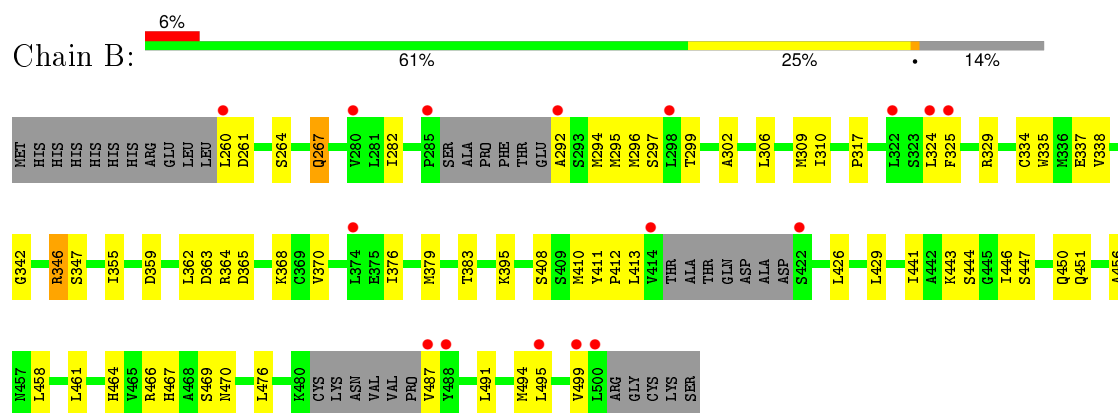 6%
Chain B:
61% 25% • 14%
MET HIS HIS HIS HIS HIS HIS ARG GLU LEU LEU L260 D261 S264 Q267 V280 L281 I282 P285 SER ALA PRO PHE THR GLU A292 S293 M294 M295 M296 S297 L298 T299 A302 L306 M309 I310 P317 L322 S323 L324 F325 R329 C334 W335 M336 E337 V338
G342 R346 S347 I355 D359 L362 D363 R364 D365 K368 C369 V370 L374 E375 I376 M379 T383 K395 S408 S409 M410 Y411 P412 L413 V414 THR ALA THR GLN ASP ALA ASP S422 L426 L429 I441 A442 K443 S444 G445 I446 S447 Q450 Q451 A456
N457 L458 L461 H464 V465 R466 H467 A468 S469 N470 L476 K480 CYS LYS ASN VAL VAL PRO V487 Y488 L491 M494 L495 V499 L500 ARG GLY CYS LYS SER